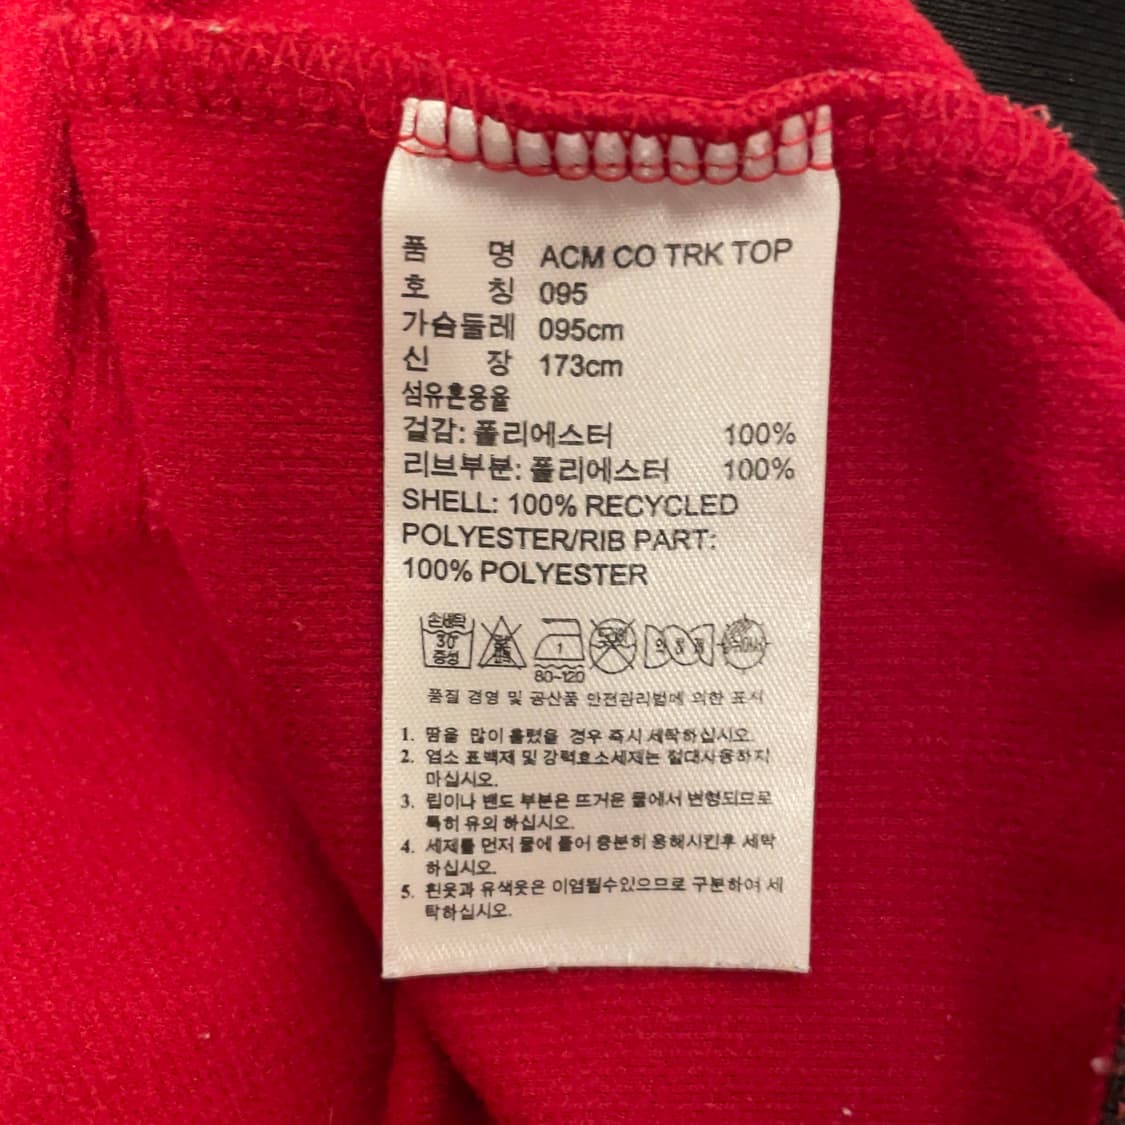 품 명 ACM CO TRK TOP
호 칭 095
가슴둘레 095cm
신 장 173cm
섬유혼용율
겉감: 폴리에스터 100%
리브부분: 폴리에스터 100%
SHELL: 100% RECYCLED
POLYESTER/RIB PART:
100% POLYESTER
손세탁
30°
중성
1
80~120
품질 경영 및 공산품 안전관리법에 의한 표시
1. 땀을 많이 흘렸을 경우 즉시 세탁하십시오.
2. 염소 표백제 및 강력효소세제는 절대사용하지
마십시오.
3. 립이나 밴드 부분은 뜨거운 물에서 변형되므로
특히 유의 하십시오.
4. 세제를 먼저 물에 풀어 충분히 용해시킨후 세탁
하십시오.
5. 흰옷과 유색옷은 이염될수있으므로 구분하여 세
탁하십시오.